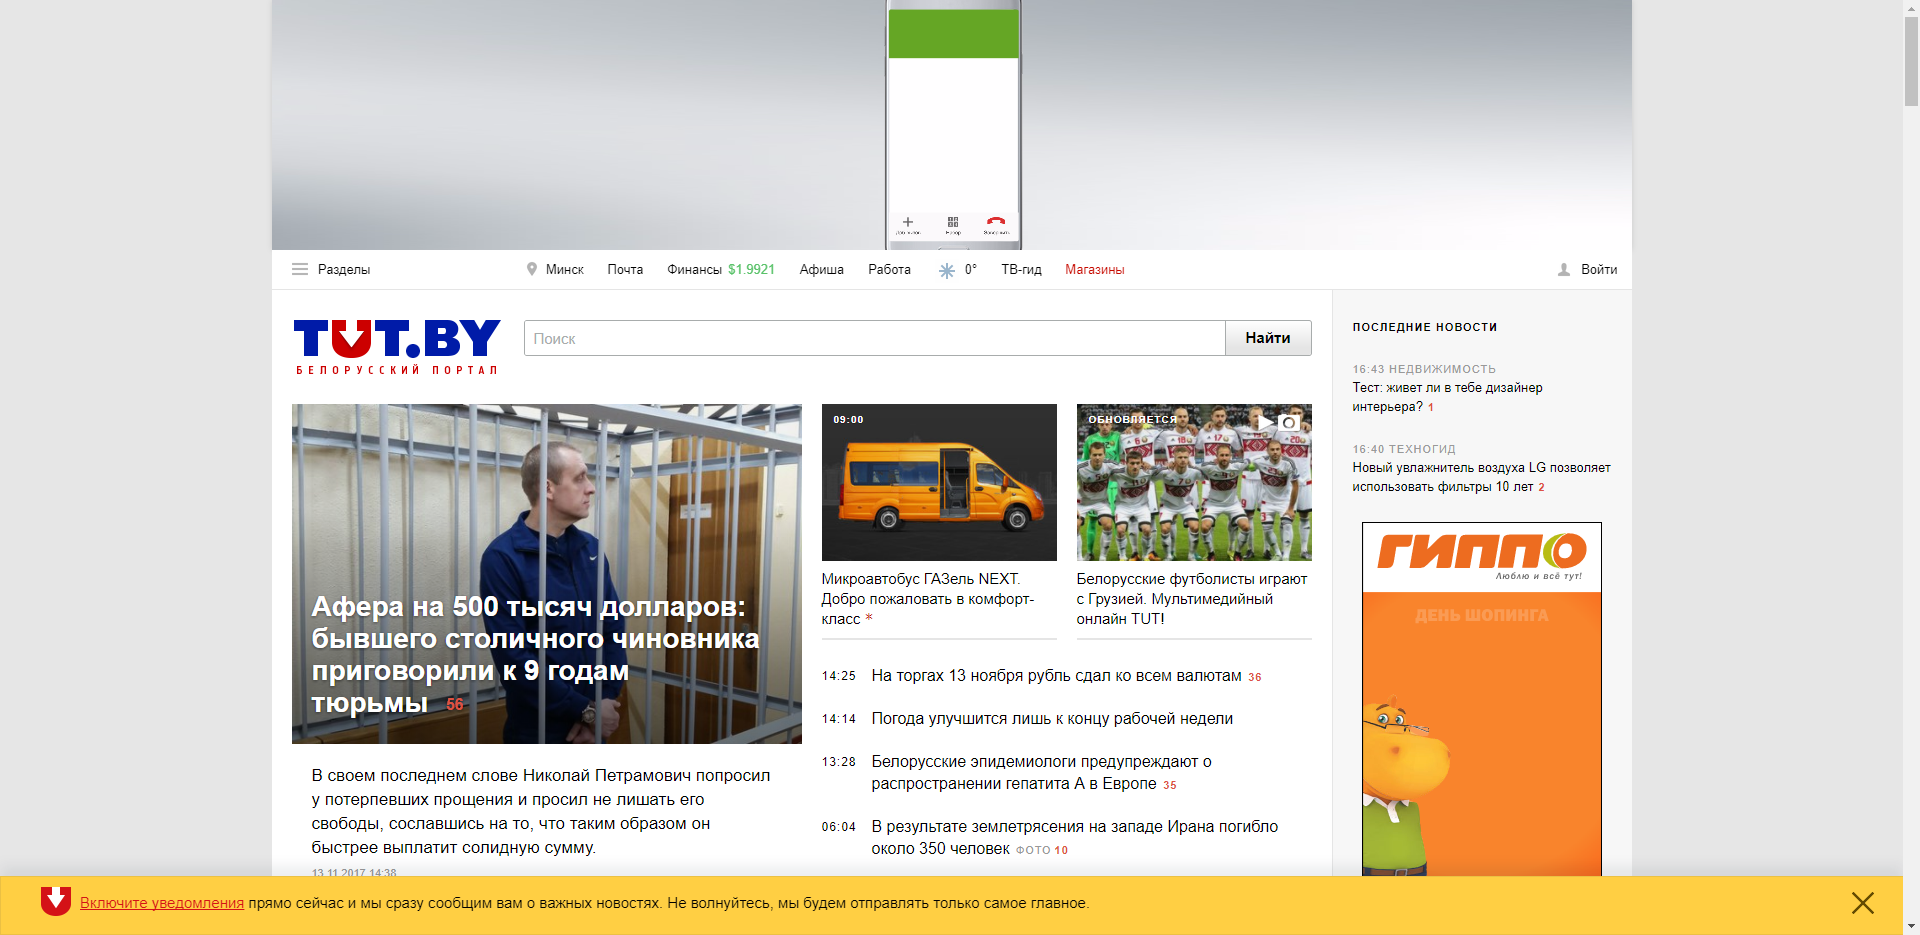 Завершить
Разделы
Минск
Почта
Финансы $1.9921
Афиша
Работа
0°
ТВ-гид
Магазины
Войти
TUT.BY
БЕЛОРУССКИЙ ПОРТАЛ
Поиск
Найти
Афера на 500 тысяч долларов:
бывшего столичного чиновника
приговорили к 9 годам
тюрьмы 56
В своем последнем слове Николай Петрамович попросил
у потерпевших прощения и просил не лишать его
свободы, сославшись на то, что таким образом он
быстрее выплатит солидную сумму.
13.11.2017 14:38
09:00
Микроавтобус ГАЗель NEXT.
Добро пожаловать в комфорт-
класс *
ОБНОВЛЯЕТСЯ
Белорусские футболисты играют
с Грузией. Мультимедийный
онлайн TUT!
14:25 На торгах 13 ноября рубль сдал ко всем валютам 36
14:14 Погода улучшится лишь к концу рабочей недели
13:28 Белорусские эпидемиологи предупреждают о
распространении гепатита А в Европе 35
06:04 В результате землетрясения на западе Ирана погибло
около 350 человек ФОТО 10
ПОСЛЕДНИЕ НОВОСТИ
16:43 НЕДВИЖИМОСТЬ
Тест: живет ли в тебе дизайнер
интерьера? 1
16:40 ТЕХНОГИД
Новый увлажнитель воздуха LG позволяет
использовать фильтры 10 лет 2
ГИППО
Люблю и всё тут!
ДЕНЬ ШОПИНГА
Включите уведомления прямо сейчас и мы сразу сообщим вам о важных новостях. Не волнуйтесь, мы будем отправлять только самое главное.